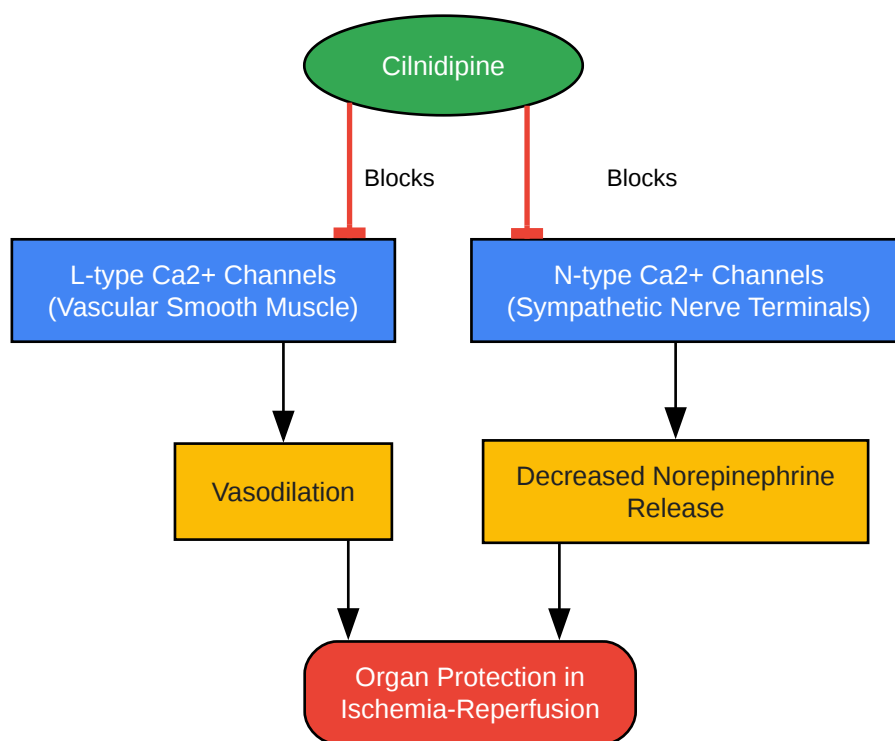 Cilnidipine
Blocks
Blocks
L-type Ca2+ Channels
(Vascular Smooth Muscle)
N-type Ca2+ Channels
(Sympathetic Nerve Terminals)
Vasodilation
Decreased Norepinephrine
Release
Organ Protection in
Ischemia-Reperfusion